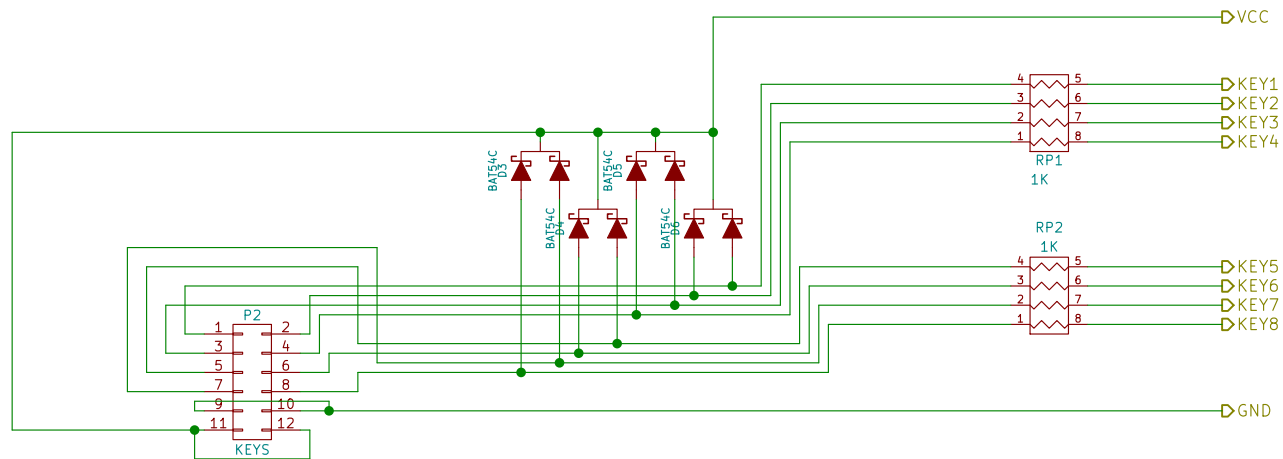 VCC
4 5 KEY1
3 6 KEY2
2 7 KEY3
1 8 KEY4
RP1
1K
BAT54C
D3
BAT54C
D5
BAT54C
D4
BAT54C
D6
RP2
1K
4 5 KEY5
3 6 KEY6
2 7 KEY7
1 8 KEY8
P2
1 2
3 4
5 6
7 8
9 10
11 12
KEYS
GND